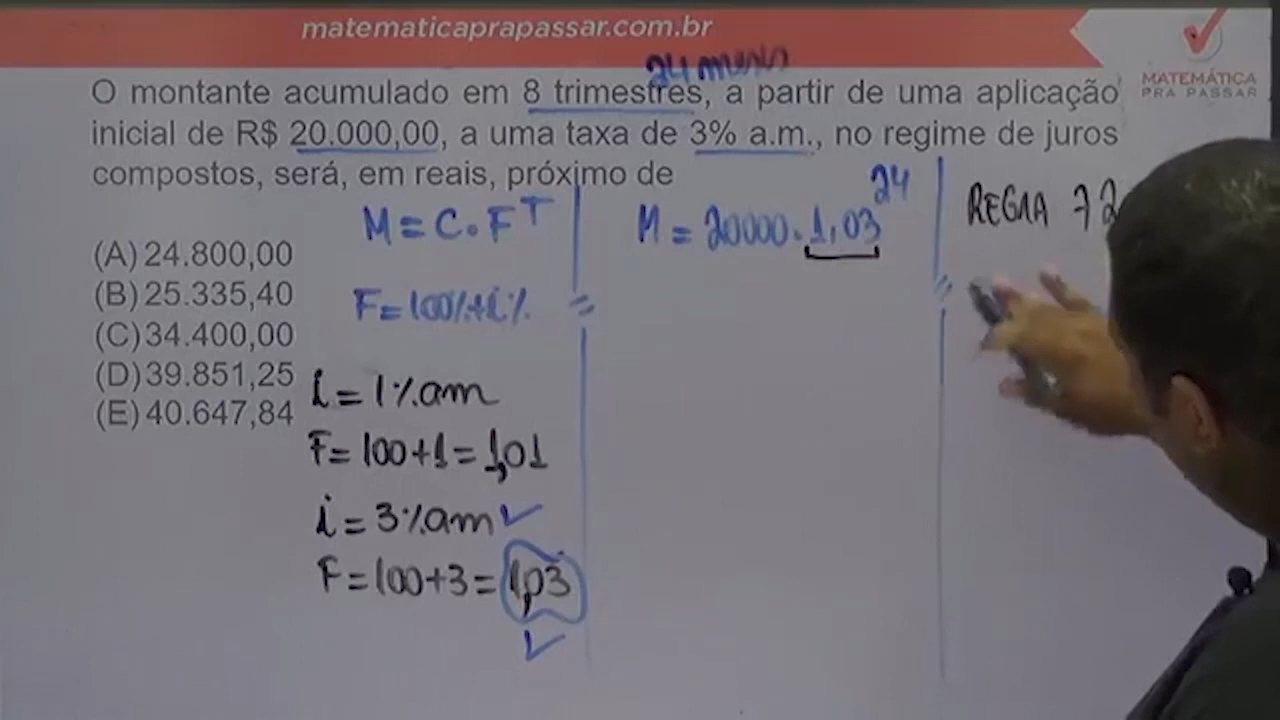 matematicaprapassar.com.br
MATEMÁTICA
PRA PASSAR
24 meses
O montante acumulado em 8 trimestres, a partir de uma aplicação
inicial de R$ 20.000,00, a uma taxa de 3% a.m., no regime de juros
compostos, será, em reais, próximo de
(A) 24.800,00
(B) 25.335,40
(C) 34.400,00
(D) 39.851,25
(E) 40.647,84
M = C.F^T
F = 100%+i%
i = 1%am
F = 100+1 = 1,01
i = 3%am
F = 100+3 = 1,03
M = 20000.1,03^24
REGRA 72